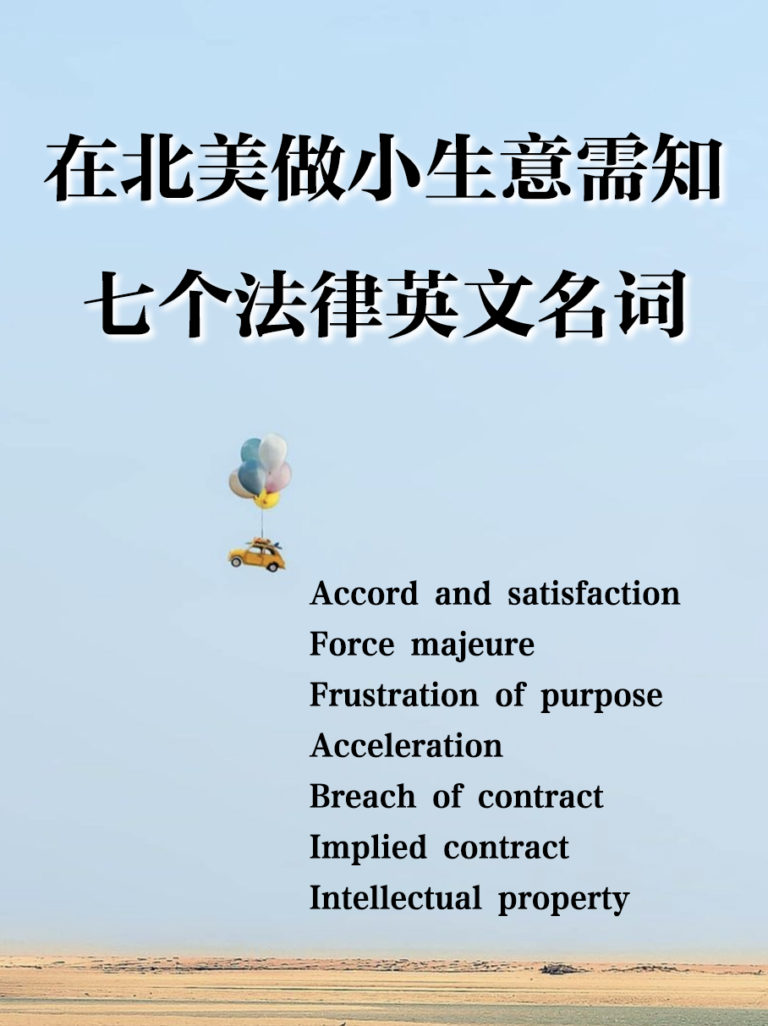 在北美做小生意需知
七个法律英文名词
Accord and satisfaction
Force majeure
Frustration of purpose
Acceleration
Breach of contract
Implied contract
Intellectual property